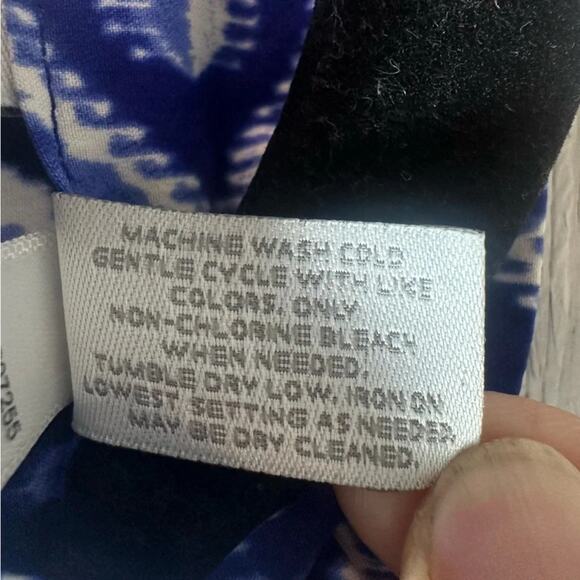 MACHINE WASH COLD
GENTLE CYCLE WITH LIKE
COLORS. ONLY
NON-CHLORINE BLEACH
WHEN NEEDED.
TUMBLE DRY LOW. IRON ON
LOWEST SETTING AS NEEDED.
MAY BE DRY CLEANED.